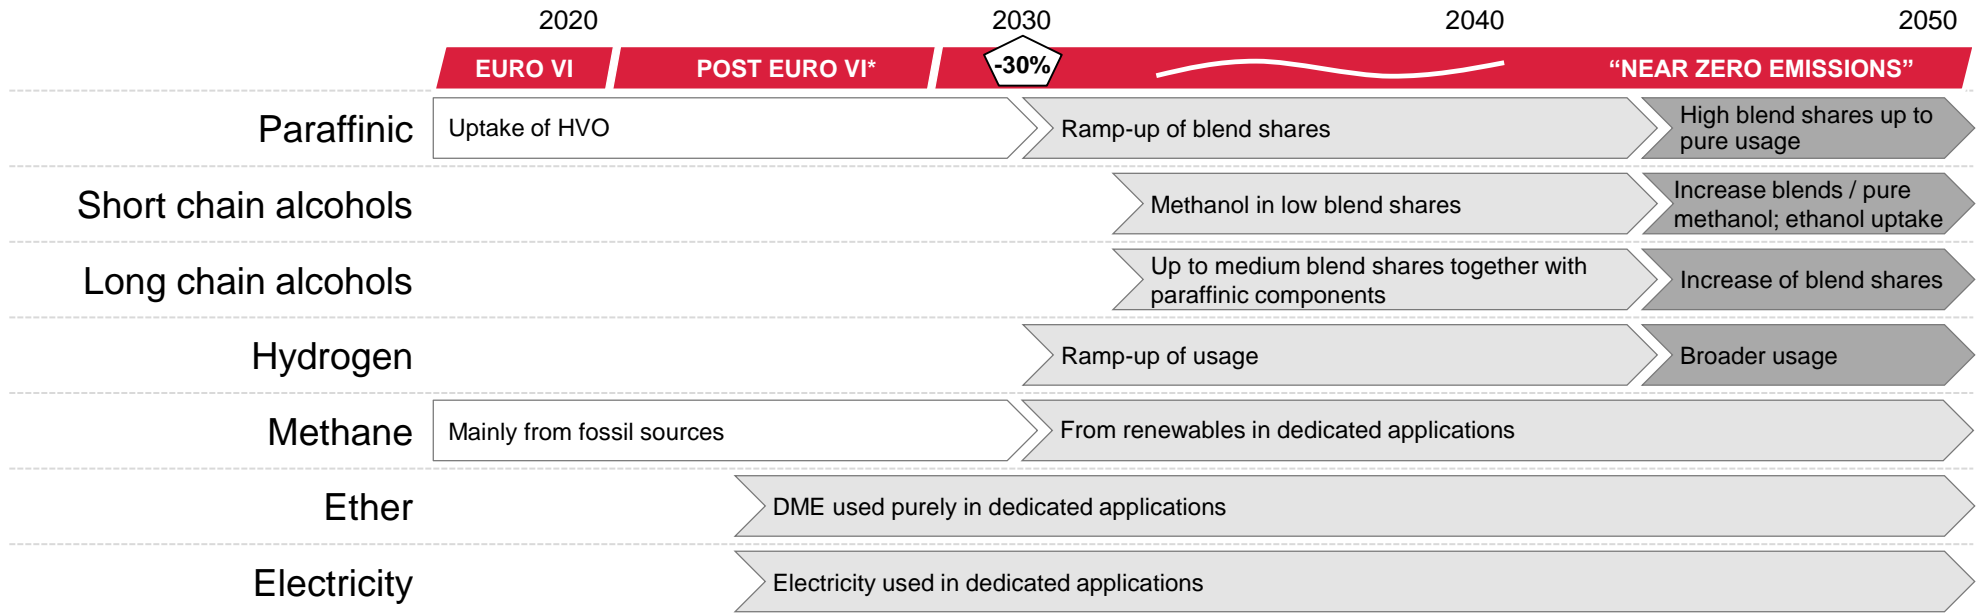 2020 2030 2040 2050
EURO VI POST EURO VI* -30% “NEAR ZERO EMISSIONS”
Paraffinic
Uptake of HVO
Ramp-up of blend shares
High blend shares up to
pure usage
Short chain alcohols
Methanol in low blend shares
Increase blends / pure
methanol; ethanol uptake
Long chain alcohols
Up to medium blend shares together with
paraffinic components
Increase of blend shares
Hydrogen
Ramp-up of usage
Broader usage
Methane
Mainly from fossil sources
From renewables in dedicated applications
Ether
DME used purely in dedicated applications
Electricity
Electricity used in dedicated applications